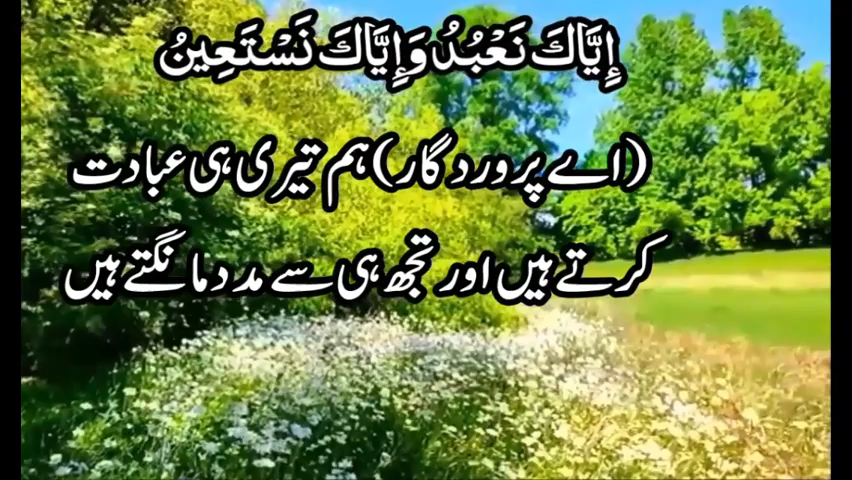 إِيَّاكَ نَعْبُدُ وَإِيَّاكَ نَسْتَعِينُ
(اے پروردگار) ہم تیری ہی عبادت
کرتے ہیں اور تجھ ہی سے مدد مانگتے ہیں